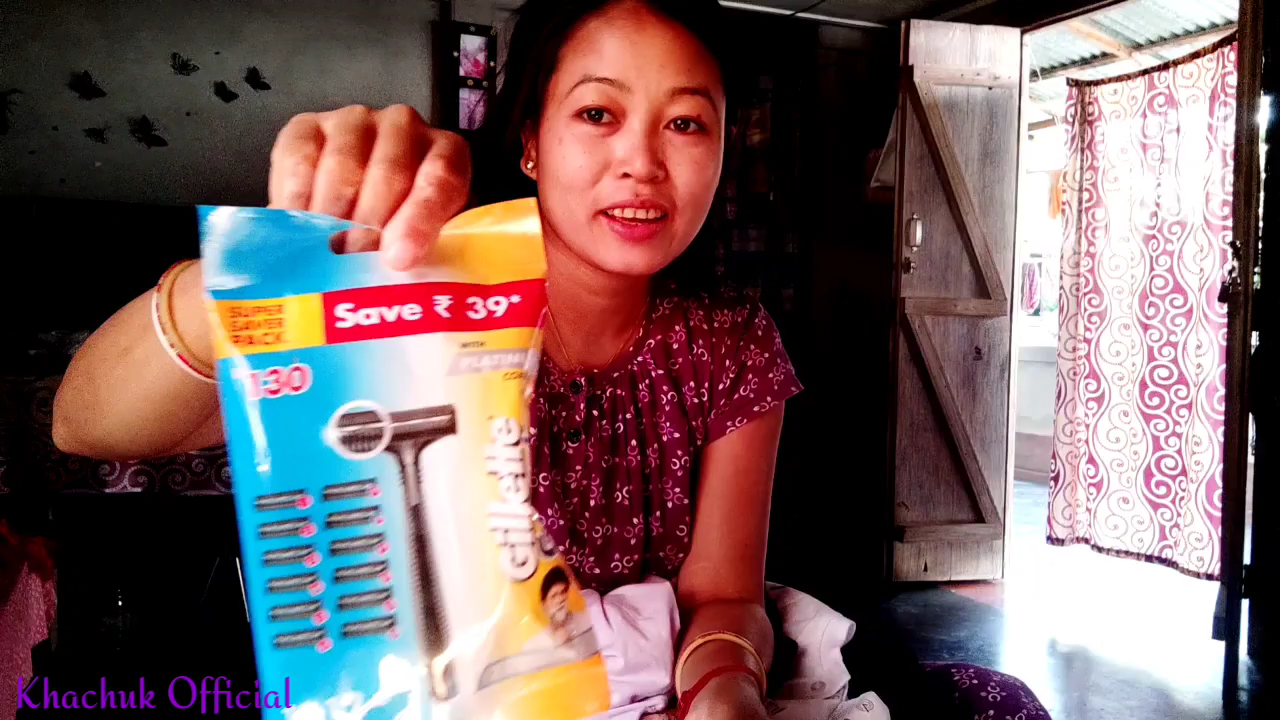 SUPER
SAVER
PACK
Save ₹ 39*
WITH
PLATINUM
₹130
Gillette
Khachuk Official